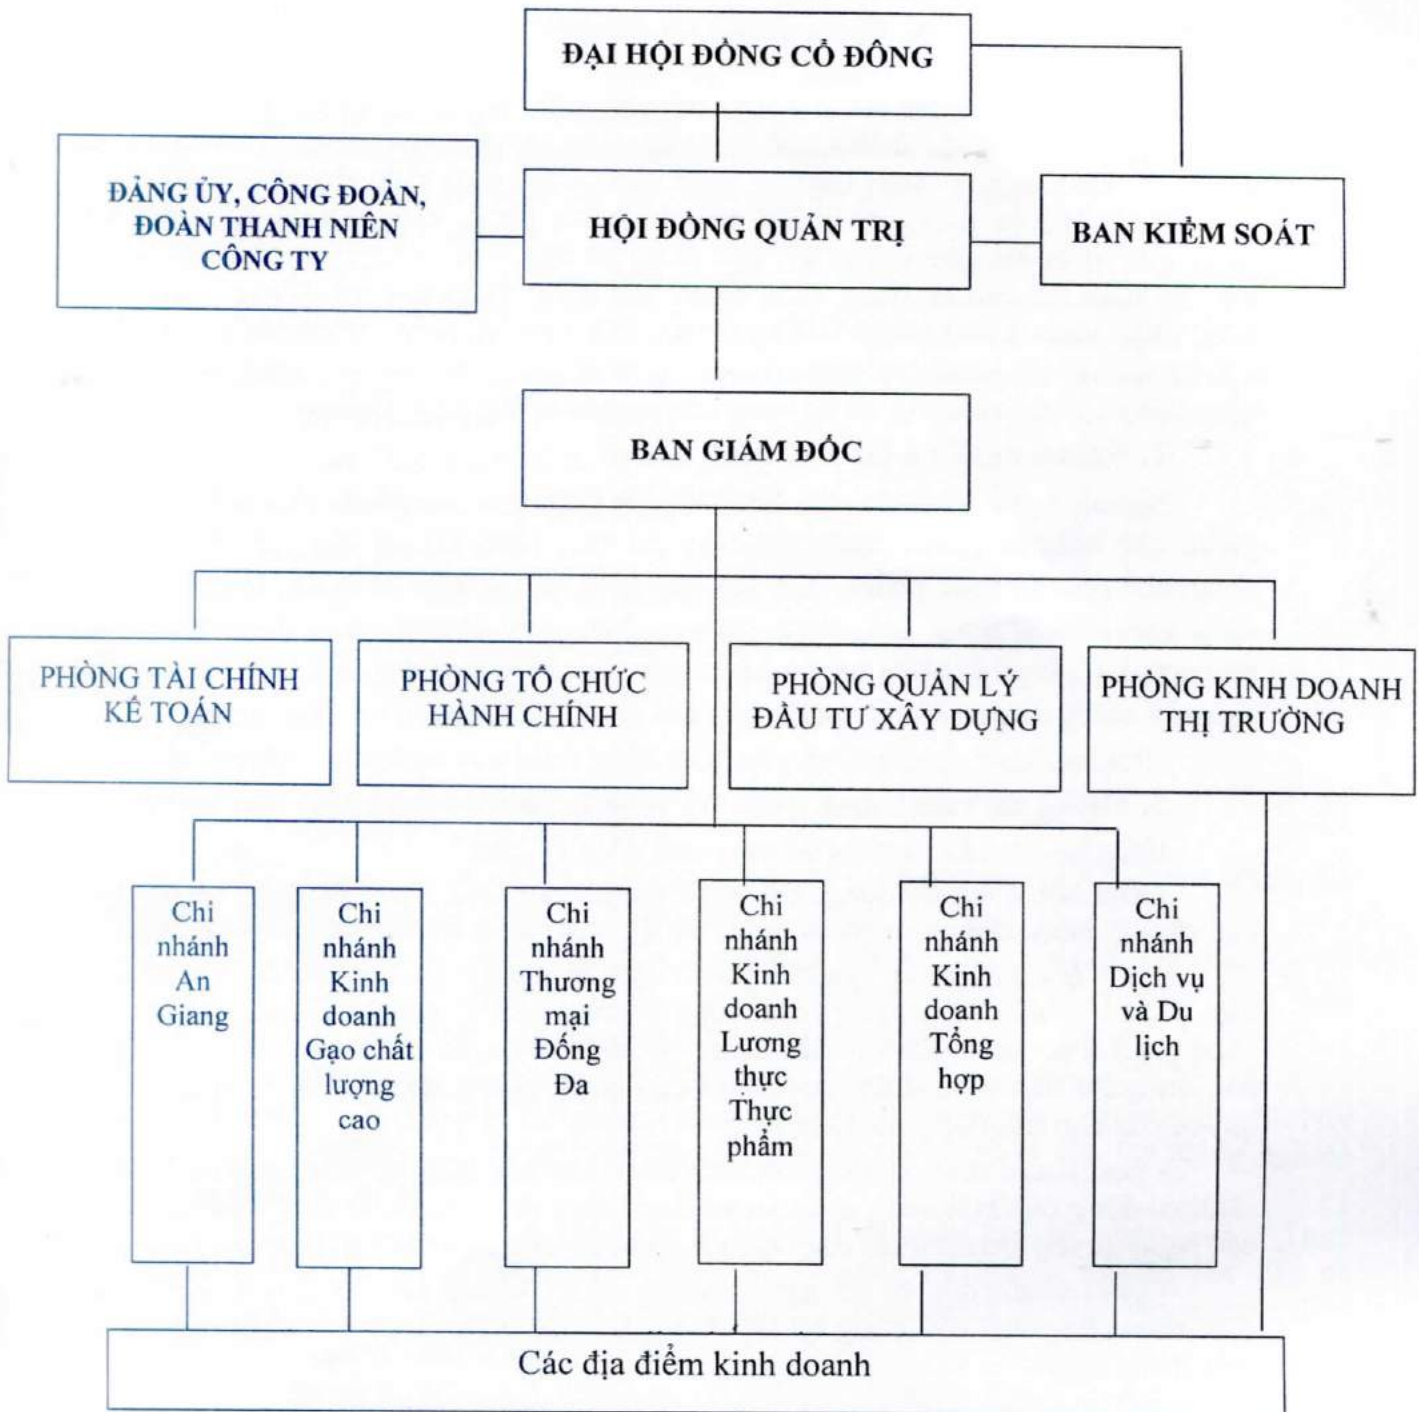 ĐẠI HỘI ĐỒNG CỔ ĐÔNG
ĐẢNG ỦY, CÔNG ĐOÀN,
ĐOÀN THANH NIÊN
CÔNG TY
HỘI ĐỒNG QUẢN TRỊ
BAN KIỂM SOÁT
BAN GIÁM ĐỐC
PHÒNG TÀI CHÍNH
KẾ TOÁN
PHÒNG TỔ CHỨC
HÀNH CHÍNH
PHÒNG QUẢN LÝ
ĐẦU TƯ XÂY DỰNG
PHÒNG KINH DOANH
THỊ TRƯỜNG
Chi
nhánh
An
Giang
Chi
nhánh
Kinh
doanh
Gạo chất
lượng
cao
Chi
nhánh
Thương
mại
Đống
Đa
Chi
nhánh
Kinh
doanh
Lương
thực
Thực
phẩm
Chi
nhánh
Kinh
doanh
Tổng
hợp
Chi
nhánh
Dịch vụ
và Du
lịch
Các địa điểm kinh doanh